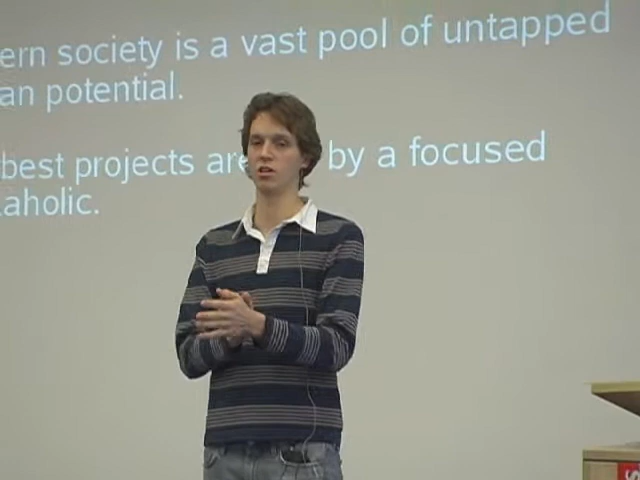 ern society is a vast pool of untapped
an potential.
best projects are by a focused
aholic.